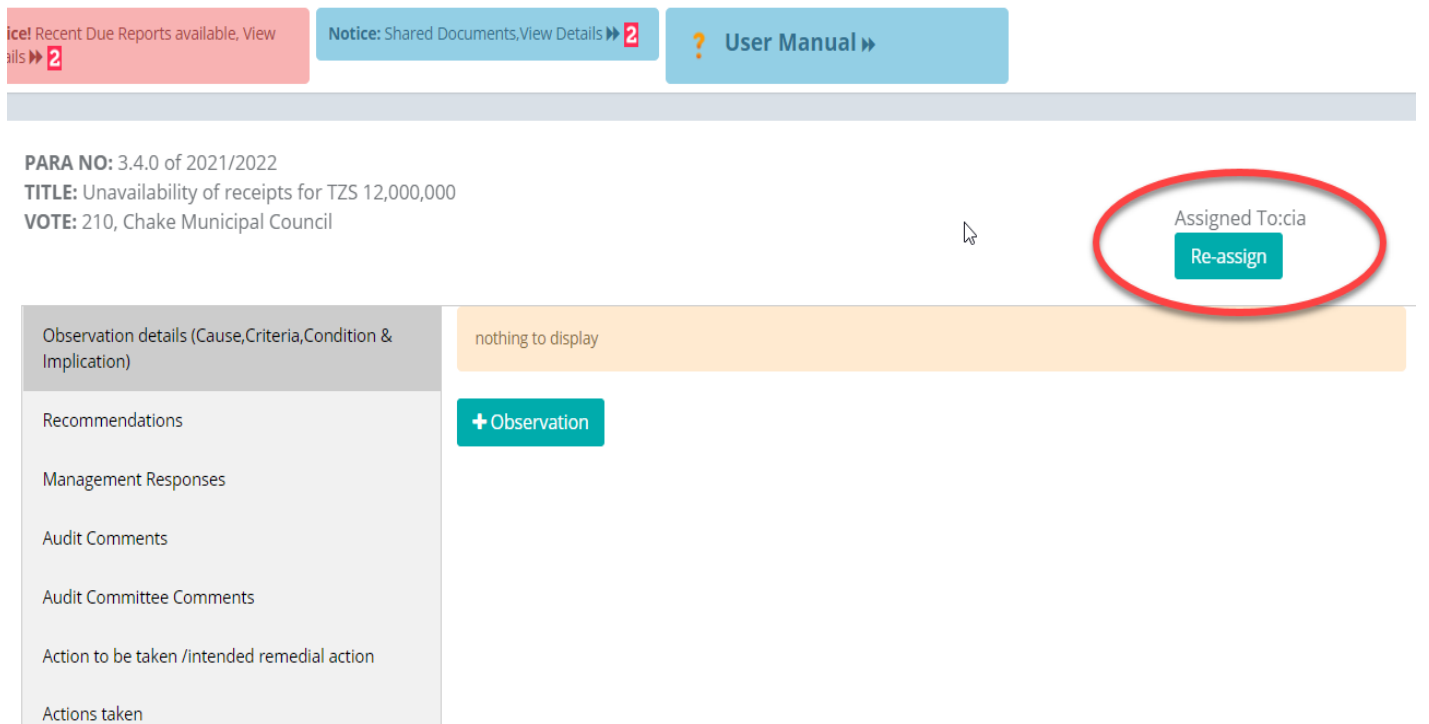 ice! Recent Due Reports available, View
ails 2
Notice: Shared Documents,View Details 2
? User Manual
PARA NO: 3.4.0 of 2021/2022
TITLE: Unavailability of receipts for TZS 12,000,000
VOTE: 210, Chake Municipal Council
Assigned To:cia
Re-assign
Observation details (Cause,Criteria,Condition &
Implication)
Recommendations
Management Responses
Audit Comments
Audit Committee Comments
Action to be taken /intended remedial action
Actions taken
nothing to display
+ Observation